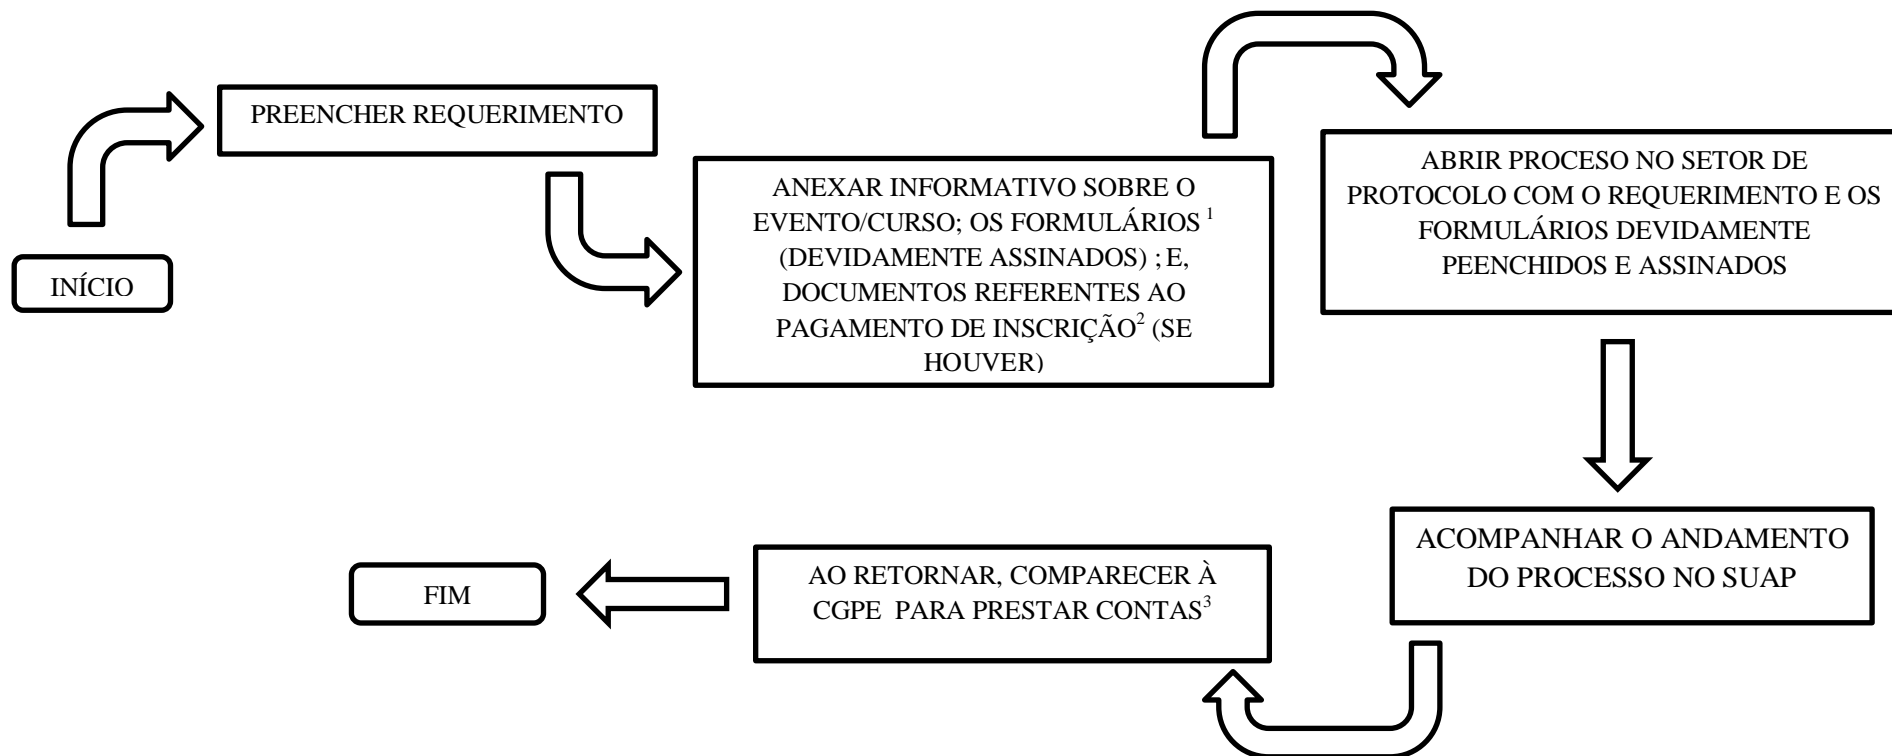 INÍCIO
PREENCHER REQUERIMENTO
ANEXAR INFORMATIVO SOBRE O
EVENTO/CURSO; OS FORMULÁRIOS ¹
(DEVIDAMENTE ASSINADOS) ; E,
DOCUMENTOS REFERENTES AO
PAGAMENTO DE INSCRIÇÃO² (SE
HOUVER)
ABRIR PROCESO NO SETOR DE
PROTOCOLO COM O REQUERIMENTO E OS
FORMULÁRIOS DEVIDAMENTE
PEENCHIDOS E ASSINADOS
ACOMPANHAR O ANDAMENTO
DO PROCESSO NO SUAP
AO RETORNAR, COMPARECER À
CGPE PARA PRESTAR CONTAS³
FIM